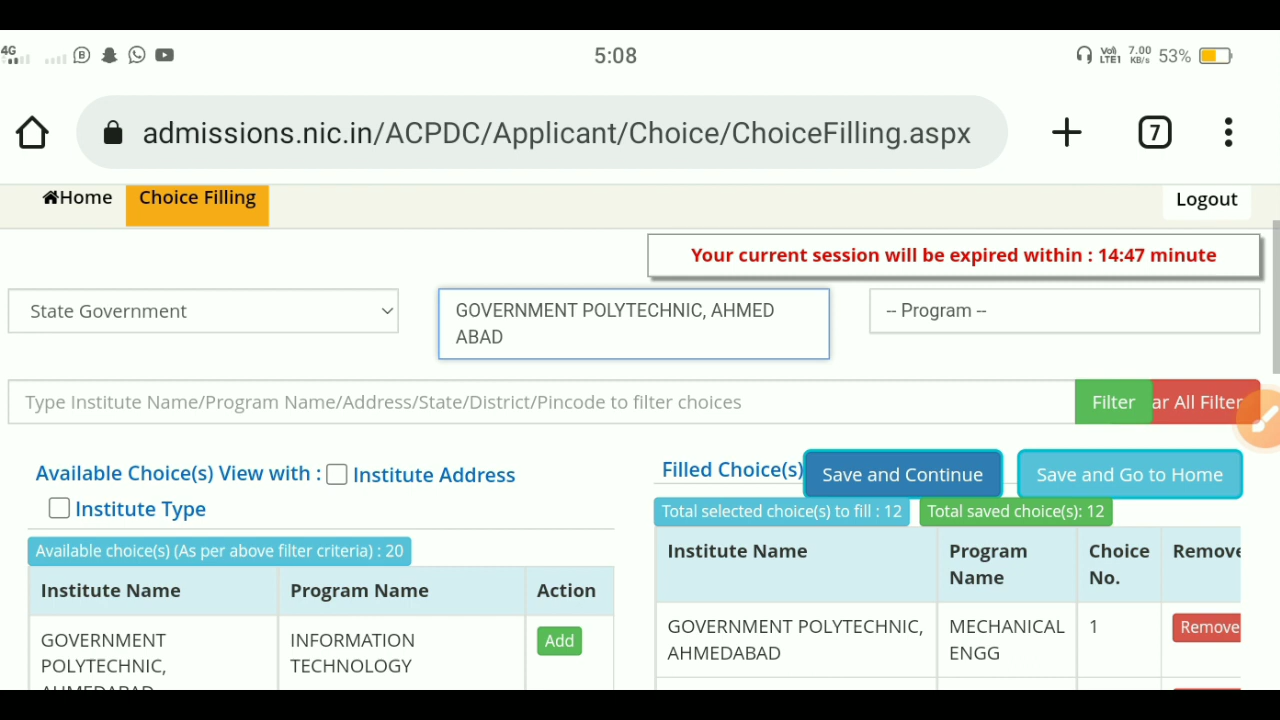 4G
5:08
Vo)) LTE1 7.00 KB/s 53%
admissions.nic.in/ACPDC/Applicant/Choice/ChoiceFilling.aspx
7
Home Choice Filling Logout
Your current session will be expired within : 14:47 minute
State Government
GOVERNMENT POLYTECHNIC, AHMED
ABAD
-- Program --
Type Institute Name/Program Name/Address/State/District/Pincode to filter choices
Filter
ar All Filter
Available Choice(s) View with : Institute Address
Institute Type
Available choice(s) (As per above filter criteria) : 20
Institute Name Program Name Action
GOVERNMENT
POLYTECHNIC,
AHMEDABAD
INFORMATION
TECHNOLOGY
Add
Filled Choice(s)
Save and Continue
Save and Go to Home
Total selected choice(s) to fill : 12
Total saved choice(s): 12
Institute Name
Program
Name
Choice
No.
Remove
GOVERNMENT POLYTECHNIC,
AHMEDABAD
MECHANICAL
ENGG
1
Remove